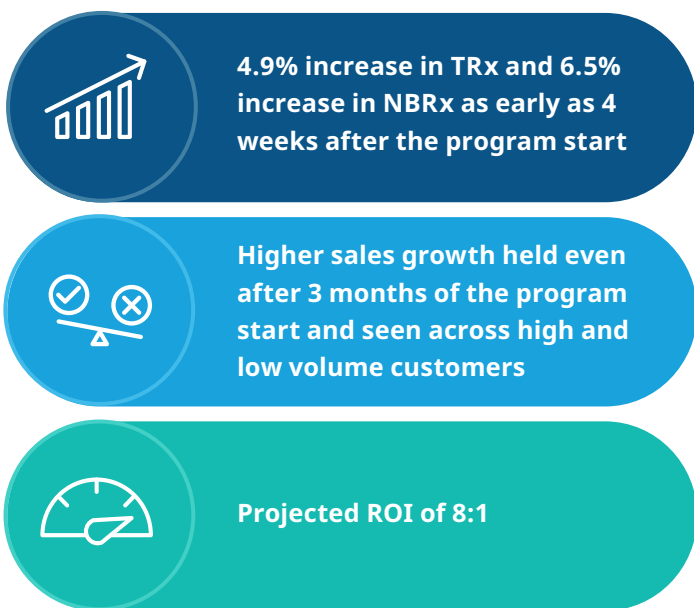 4.9% increase in TRx and 6.5%
increase in NBRx as early as 4
weeks after the program start
Higher sales growth held even
after 3 months of the program
start and seen across high and
low volume customers
Projected ROI of 8:1